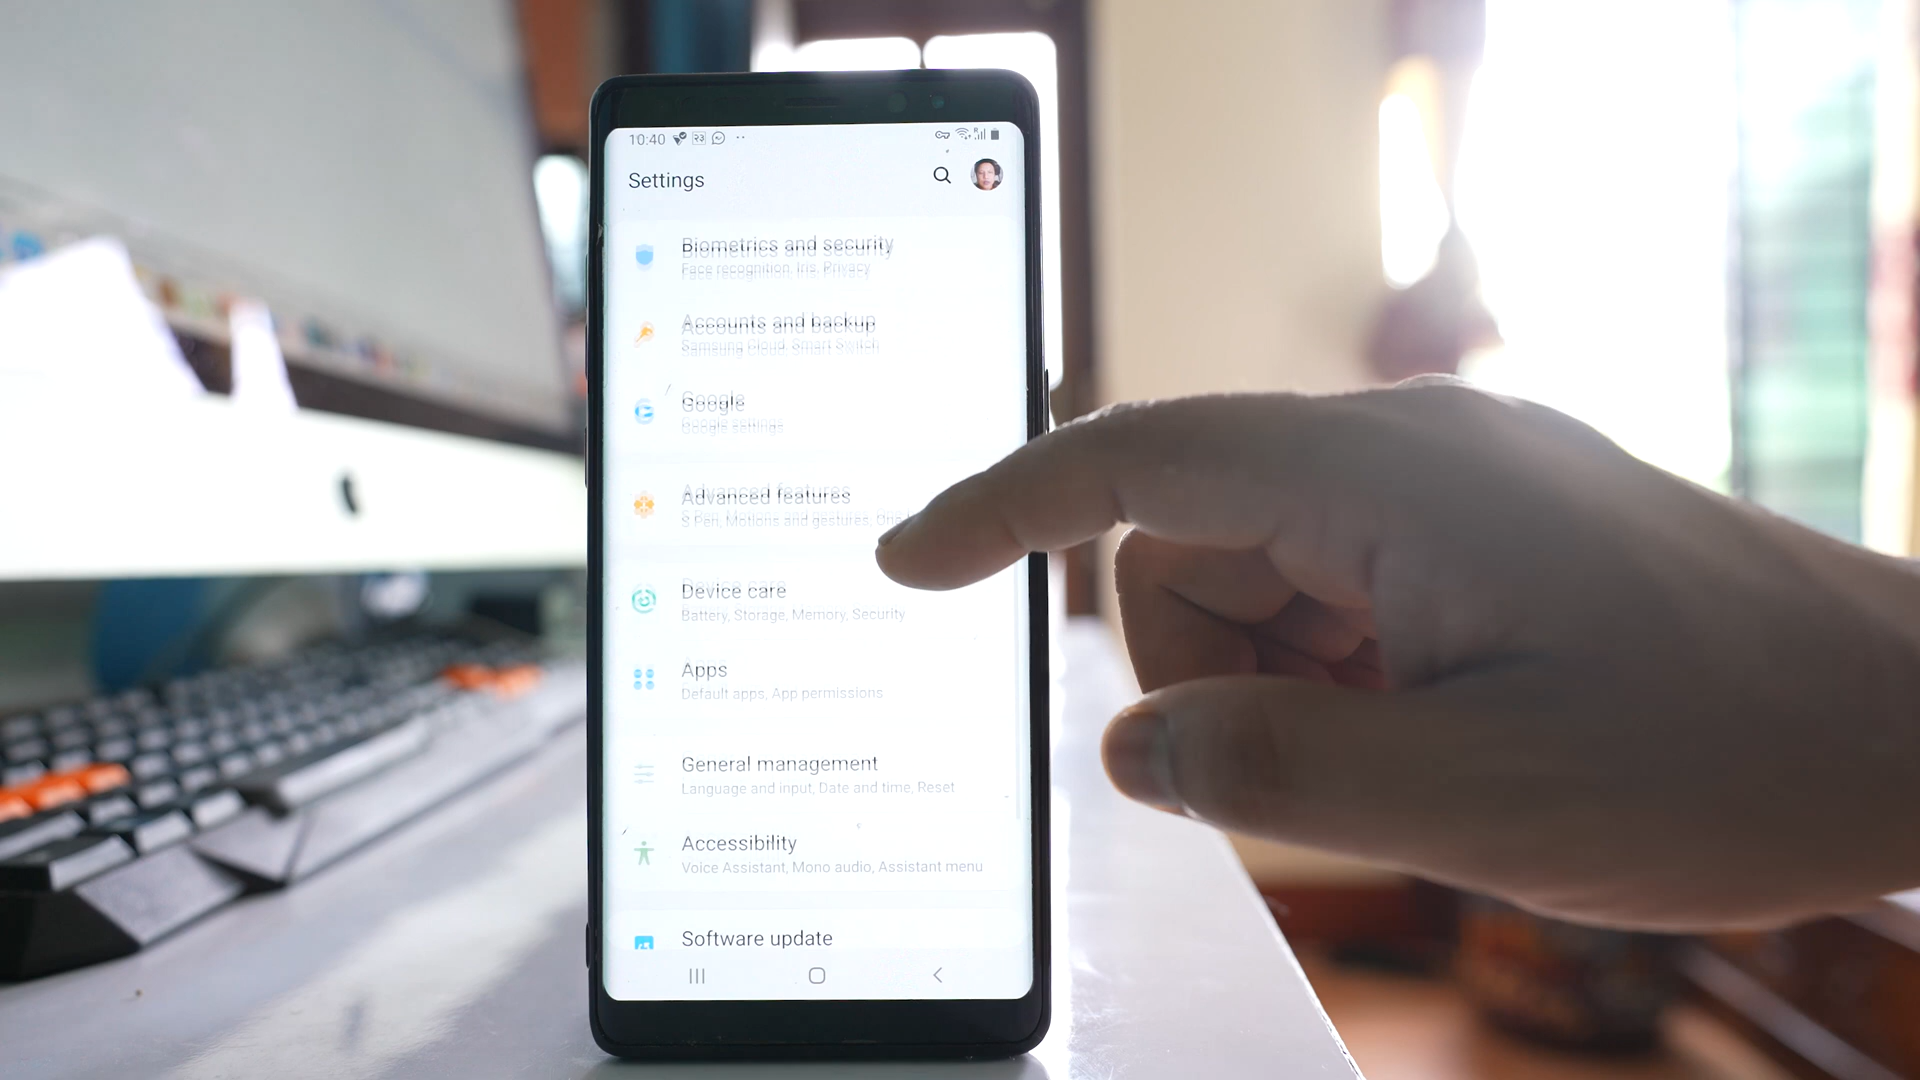 10:40
Settings
Biometrics and security
Face recognition, Iris, Privacy
Accounts and backup
Samsung Cloud, Smart Switch
Google
Google settings
Advanced features
S Pen, Motions and gestures, One
Device care
Battery, Storage, Memory, Security
Apps
Default apps, App permissions
General management
Language and input, Date and time, Reset
Accessibility
Voice Assistant, Mono audio, Assistant menu
Software update